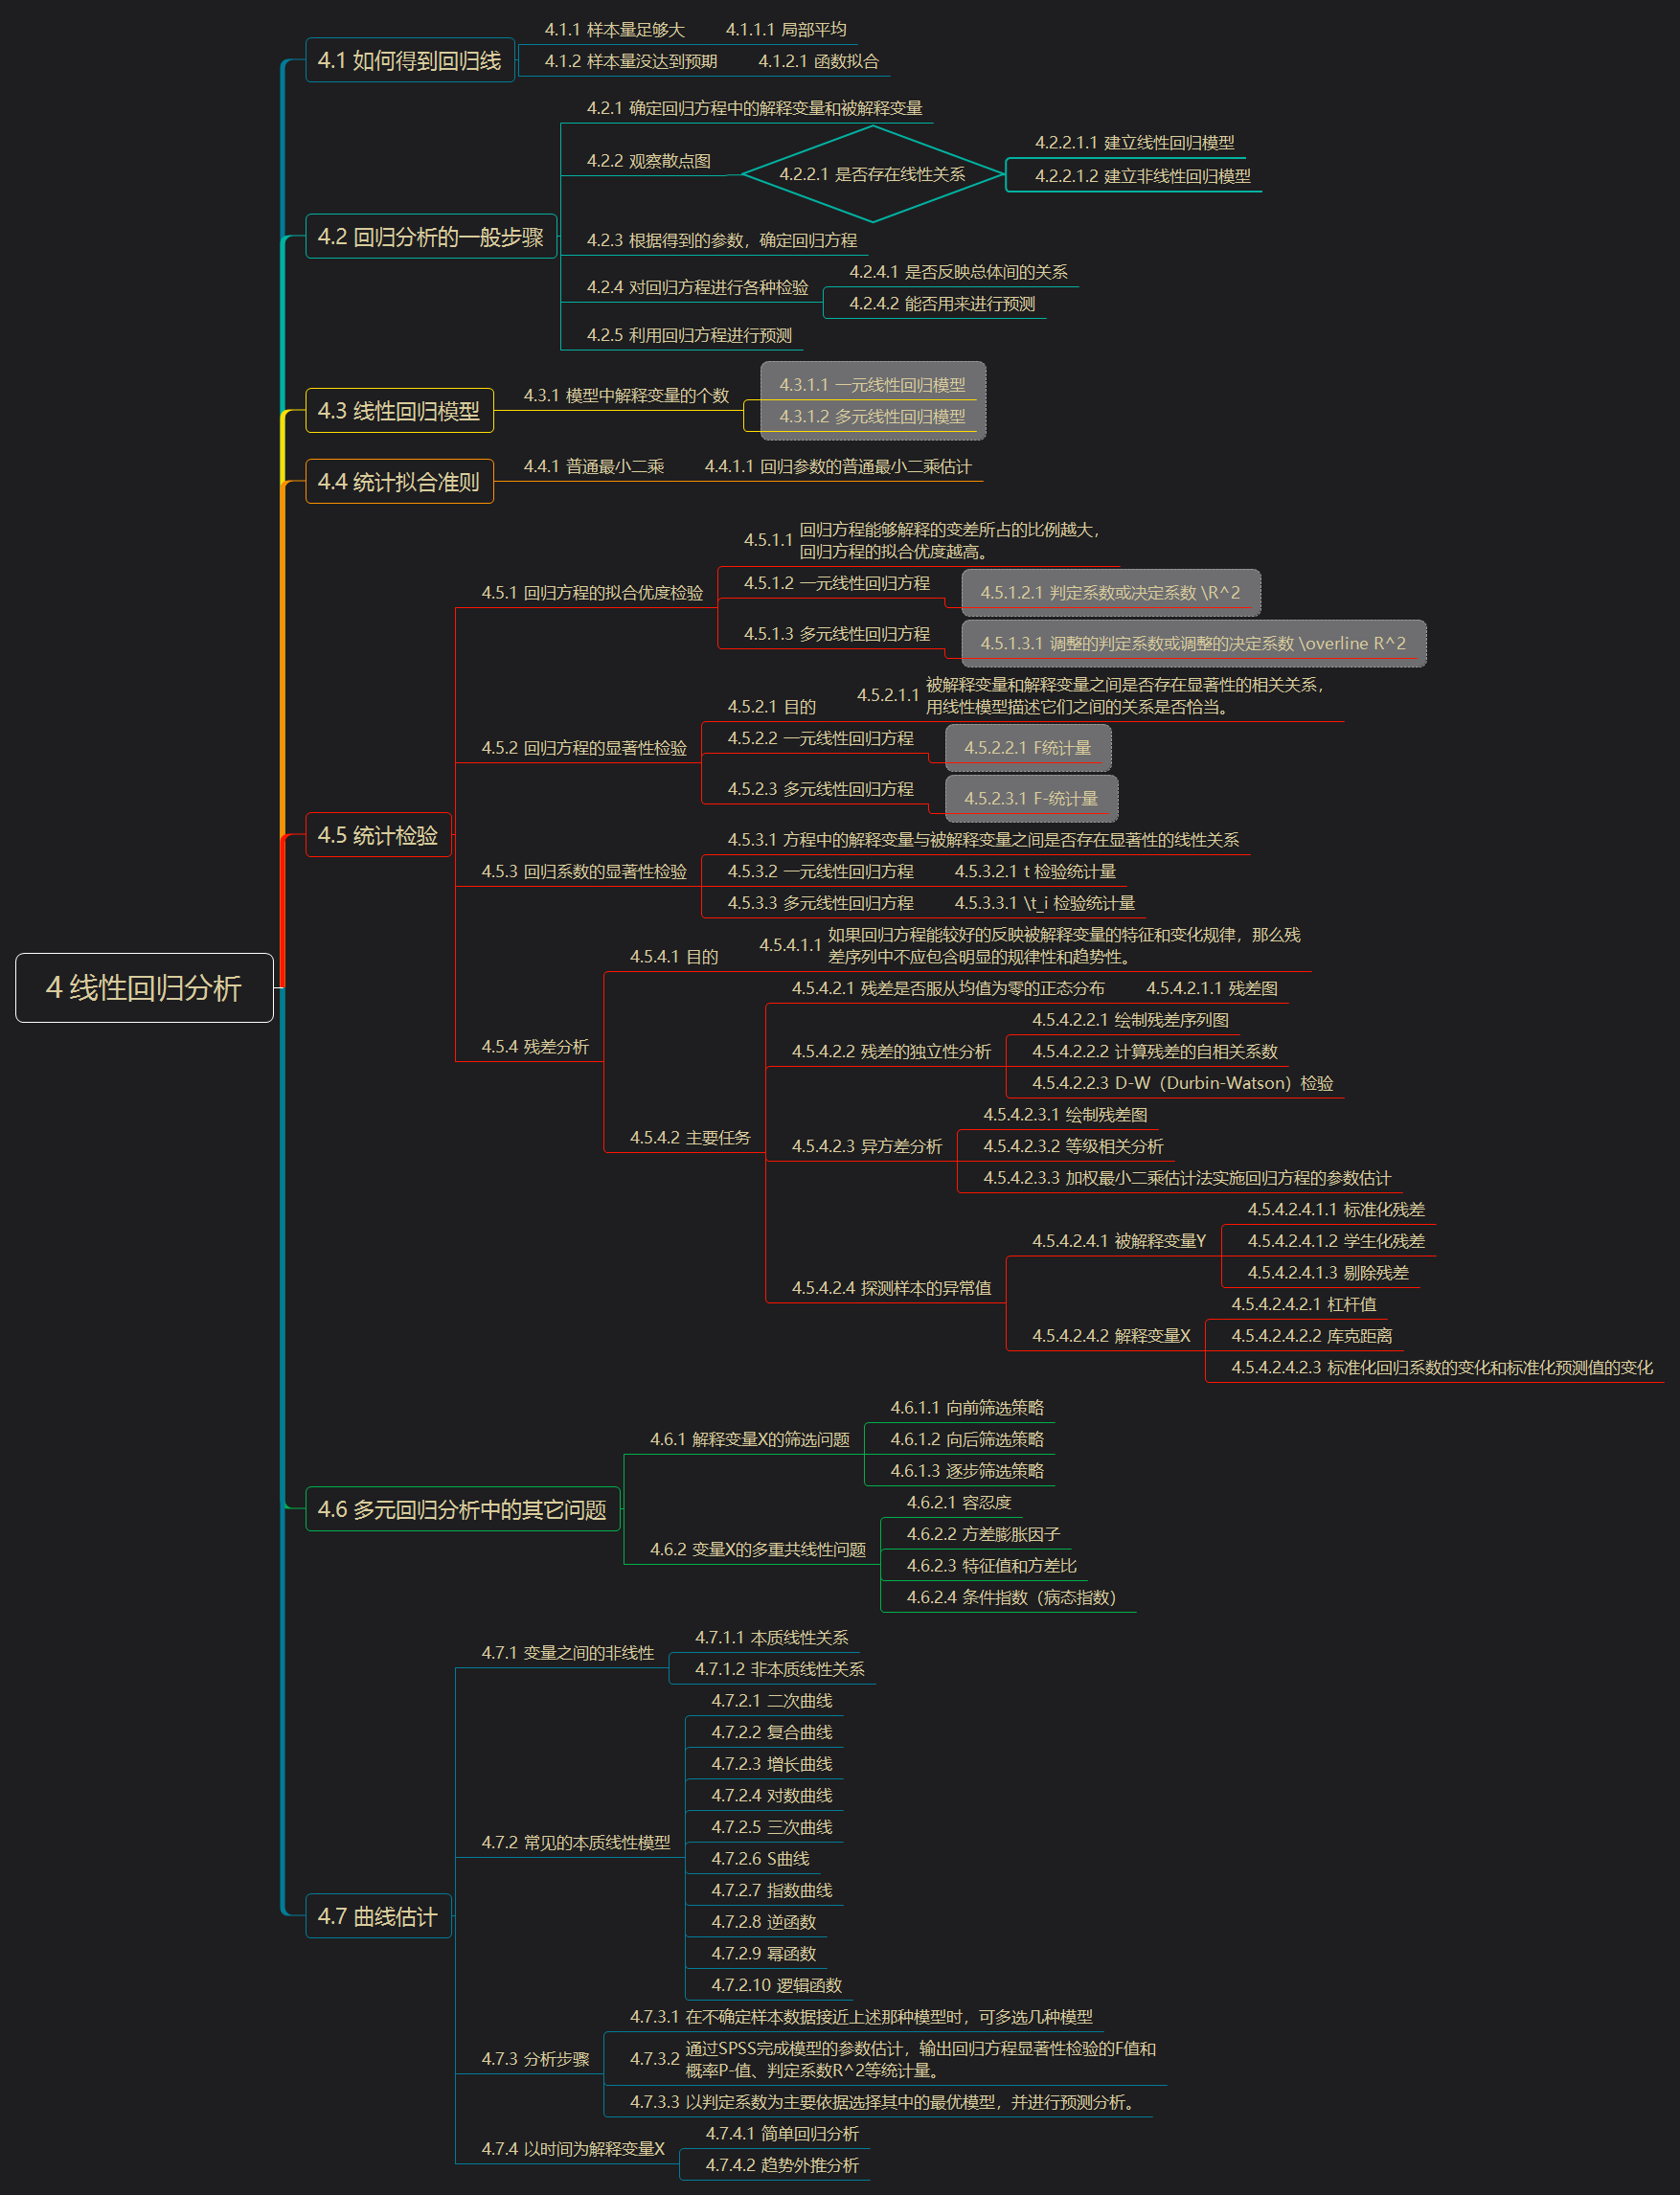 4 线性回归分析
4.1 如何得到回归线
4.1.1 样本量足够大
4.1.1.1 局部平均
4.1.2 样本量没达到预期
4.1.2.1 函数拟合
4.2 回归分析的一般步骤
4.2.1 确定回归方程中的解释变量和被解释变量
4.2.2 观察散点图
4.2.2.1 是否存在线性关系
4.2.2.1.1 建立线性回归模型
4.2.2.1.2 建立非线性回归模型
4.2.3 根据得到的参数，确定回归方程
4.2.4 对回归方程进行各种检验
4.2.4.1 是否反映总体间的关系
4.2.4.2 能否用来进行预测
4.2.5 利用回归方程进行预测
4.3 线性回归模型
4.3.1 模型中解释变量的个数
4.3.1.1 一元线性回归模型
4.3.1.2 多元线性回归模型
4.4 统计拟合准则
4.4.1 普通最小二乘
4.4.1.1 回归参数的普通最小二乘估计
4.5 统计检验
4.5.1 回归方程的拟合优度检验
4.5.1.1 回归方程能够解释的变差所占的比例越大，
回归方程的拟合优度越高。
4.5.1.2 一元线性回归方程
4.5.1.2.1 判定系数或决定系数 \R^2
4.5.1.3 多元线性回归方程
4.5.1.3.1 调整的判定系数或调整的决定系数 \overline R^2
4.5.2 回归方程的显著性检验
4.5.2.1 目的
4.5.2.1.1 被解释变量和解释变量之间是否存在显著性的相关关系，
用线性模型描述它们之间的关系是否恰当。
4.5.2.2 一元线性回归方程
4.5.2.2.1 F统计量
4.5.2.3 多元线性回归方程
4.5.2.3.1 F-统计量
4.5.3 回归系数的显著性检验
4.5.3.1 方程中的解释变量与被解释变量之间是否存在显著性的线性关系
4.5.3.2 一元线性回归方程
4.5.3.2.1 t 检验统计量
4.5.3.3 多元线性回归方程
4.5.3.3.1 \t_i 检验统计量
4.5.4 残差分析
4.5.4.1 目的
4.5.4.1.1 如果回归方程能较好的反映被解释变量的特征和变化规律，那么残
差序列中不应包含明显的规律性和趋势性。
4.5.4.2 主要任务
4.5.4.2.1 残差是否服从均值为零的正态分布
4.5.4.2.1.1 残差图
4.5.4.2.2 残差的独立性分析
4.5.4.2.2.1 绘制残差序列图
4.5.4.2.2.2 计算残差的自相关系数
4.5.4.2.2.3 D-W（Durbin-Watson）检验
4.5.4.2.3 异方差分析
4.5.4.2.3.1 绘制残差图
4.5.4.2.3.2 等级相关分析
4.5.4.2.3.3 加权最小二乘估计法实施回归方程的参数估计
4.5.4.2.4 探测样本的异常值
4.5.4.2.4.1 被解释变量Y
4.5.4.2.4.1.1 标准化残差
4.5.4.2.4.1.2 学生化残差
4.5.4.2.4.1.3 剔除残差
4.5.4.2.4.2 解释变量X
4.5.4.2.4.2.1 杠杆值
4.5.4.2.4.2.2 库克距离
4.5.4.2.4.2.3 标准化回归系数的变化和标准化预测值的变化
4.6 多元回归分析中的其它问题
4.6.1 解释变量X的筛选问题
4.6.1.1 向前筛选策略
4.6.1.2 向后筛选策略
4.6.1.3 逐步筛选策略
4.6.2 变量X的多重共线性问题
4.6.2.1 容忍度
4.6.2.2 方差膨胀因子
4.6.2.3 特征值和方差比
4.6.2.4 条件指数（病态指数）
4.7 曲线估计
4.7.1 变量之间的非线性
4.7.1.1 本质线性关系
4.7.1.2 非本质线性关系
4.7.2 常见的本质线性模型
4.7.2.1 二次曲线
4.7.2.2 复合曲线
4.7.2.3 增长曲线
4.7.2.4 对数曲线
4.7.2.5 三次曲线
4.7.2.6 S曲线
4.7.2.7 指数曲线
4.7.2.8 逆函数
4.7.2.9 幂函数
4.7.2.10 逻辑函数
4.7.3 分析步骤
4.7.3.1 在不确定样本数据接近上述那种模型时，可多选几种模型
4.7.3.2 通过SPSS完成模型的参数估计，输出回归方程显著性检验的F值和
概率P-值、判定系数R^2等统计量。
4.7.3.3 以判定系数为主要依据选择其中的最优模型，并进行预测分析。
4.7.4 以时间为解释变量X
4.7.4.1 简单回归分析
4.7.4.2 趋势外推分析